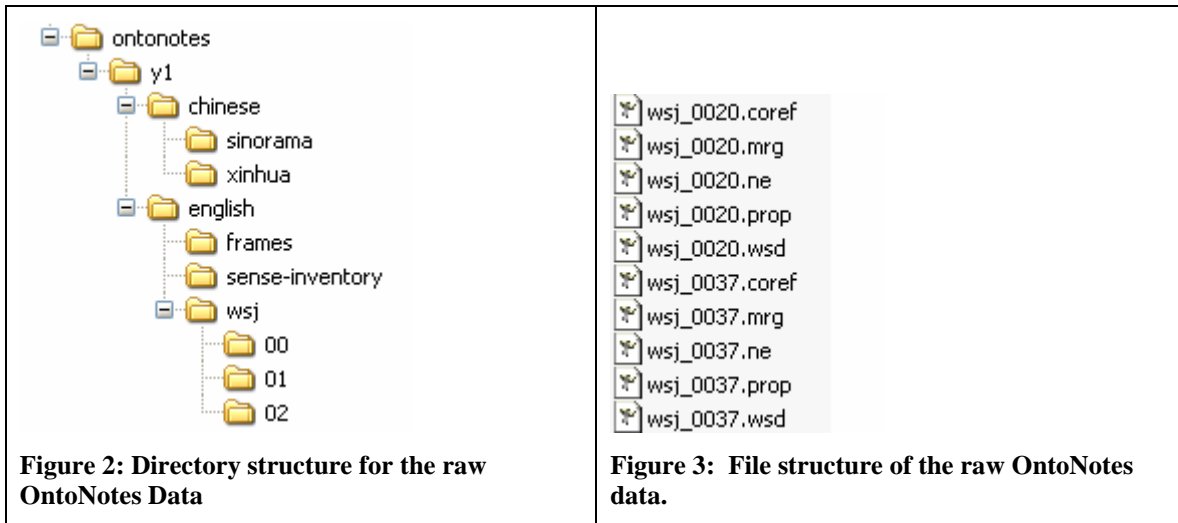 ontonotes
y1
chinese
sinorama
xinhua
english
frames
sense-inventory
wsj
00
01
02
Figure 2: Directory structure for the raw
OntoNotes Data
wsj_0020.coref
wsj_0020.mrg
wsj_0020.ne
wsj_0020.prop
wsj_0020.wsd
wsj_0037.coref
wsj_0037.mrg
wsj_0037.ne
wsj_0037.prop
wsj_0037.wsd
Figure 3: File structure of the raw OntoNotes
data.